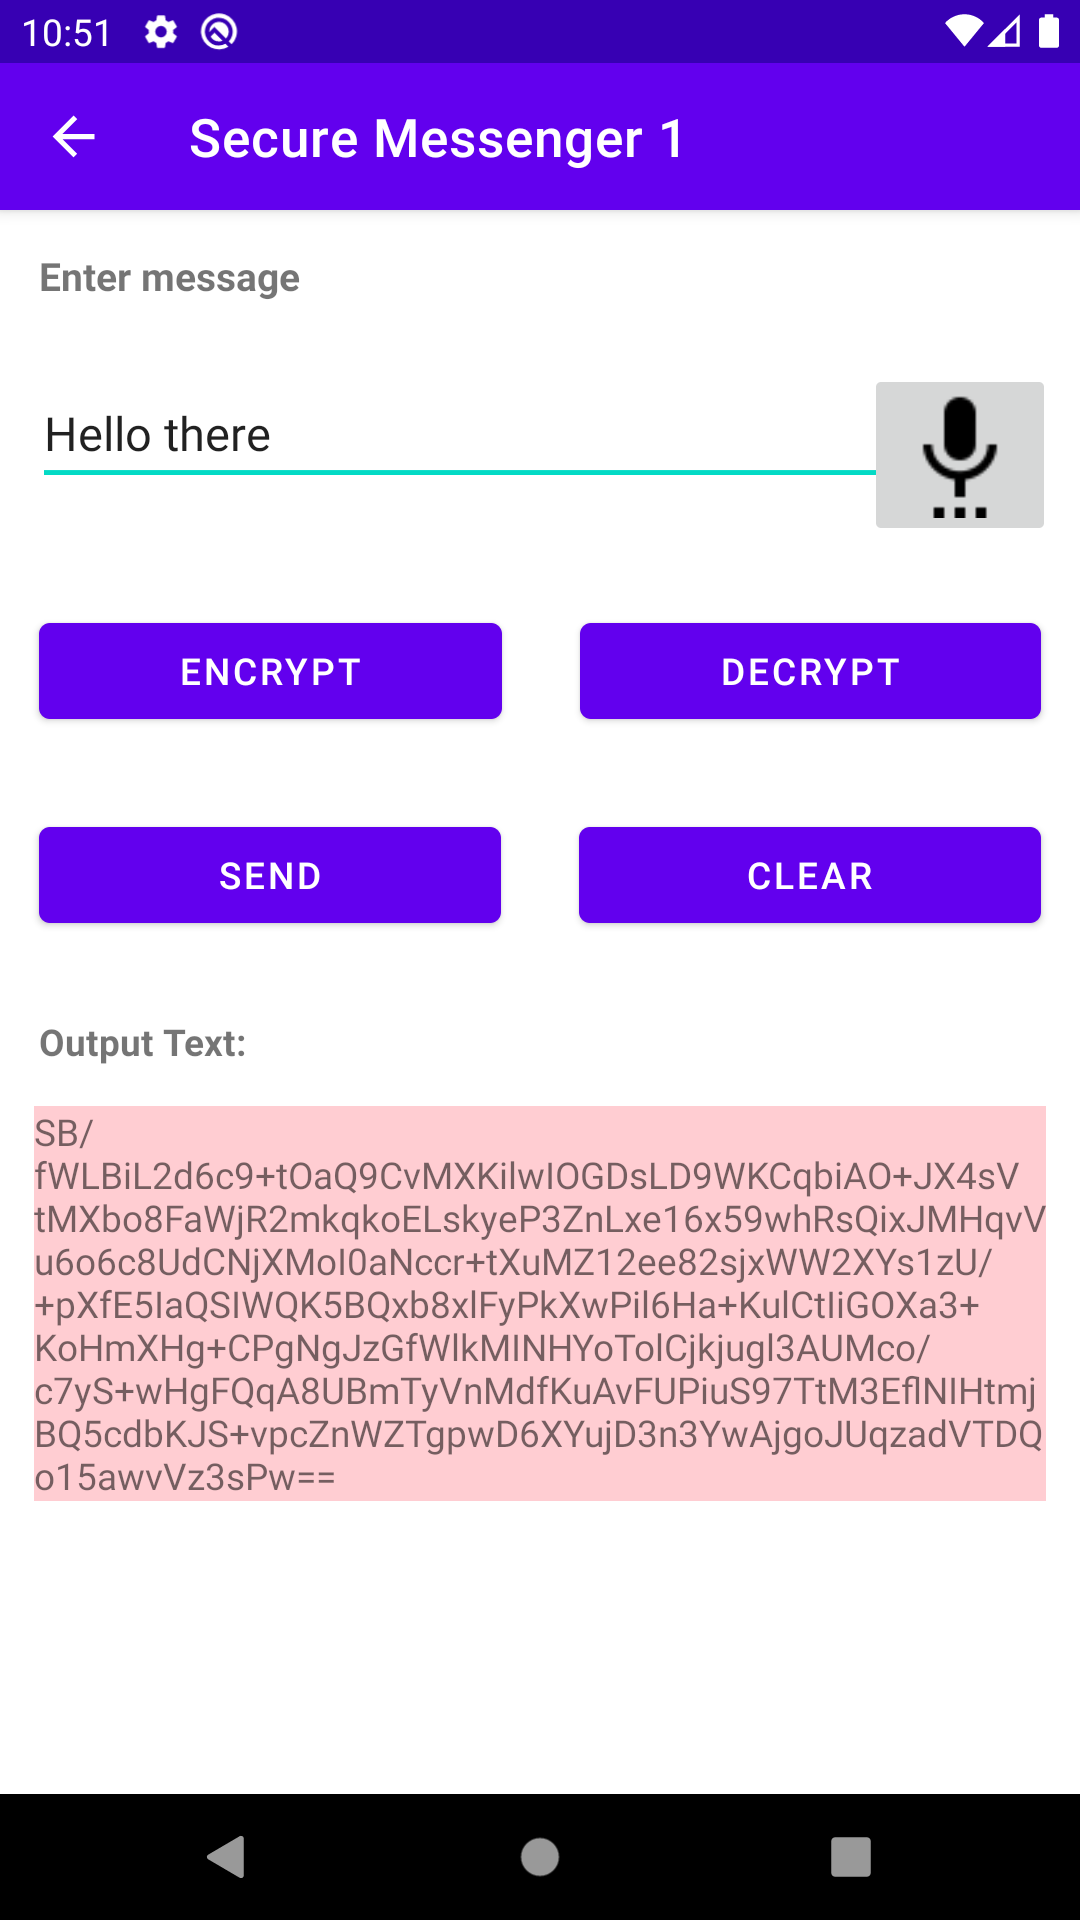 10:51
Secure Messenger 1
Enter message
Hello there
ENCRYPT
DECRYPT
SEND
CLEAR
Output Text:
SB/
fWLBiL2d6c9+tOaQ9CvMXKilwIOGDsLD9WKCqbiAO+JX4sV
tMXbo8FaWjR2mkqkoELskyeP3ZnLxe16x59whRsQixJMHqvV
u6o6c8UdCNjXMoI0aNccr+tXuMZ12ee82sjxWW2XYs1zU/
+pXfE5IaQSIWQK5BQxb8xlFyPkXwPil6Ha+KulCtIiGOXa3+
KoHmXHg+CPgNgJzGfWlkMINHYoTolCjkjugl3AUMco/
c7yS+wHgFQqA8UBmTyVnMdfKuAvFUPiuS97TtM3EflNIHtmj
BQ5cdbKJS+vpcZnWZTgpwD6XYujD3n3YwAjgoJUqzadVTDQ
o15awvVz3sPw==